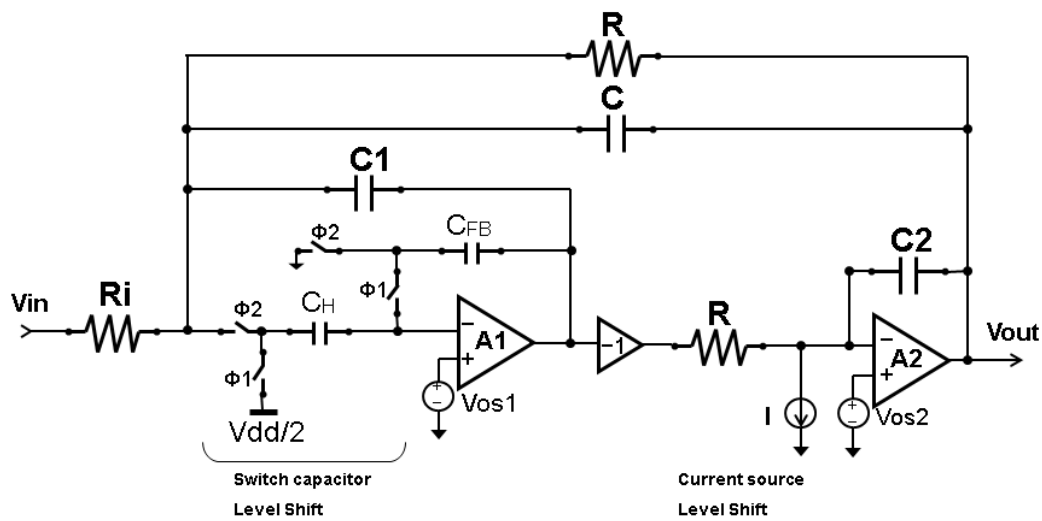 R
C
C1
CFB
Φ2
C2
Vin
Ri
Φ2
CH
Φ1
A1
−1
R
A2
Vout
Φ1
Vos1
I
Vos2
Vdd/2
Switch capacitor
Level Shift
Current source
Level Shift